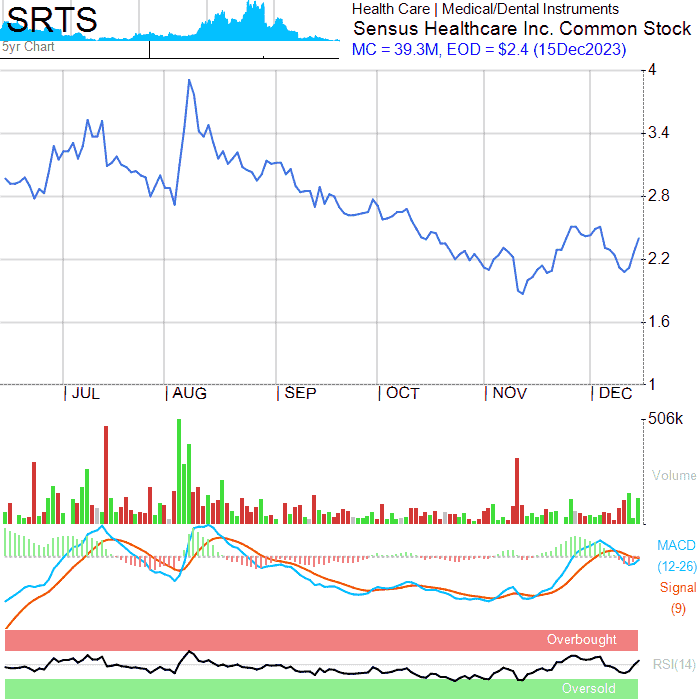 SRTS
5yr Chart
Health Care | Medical/Dental Instruments
Sensus Healthcare Inc. Common Stock
MC = 39.3M, EOD = $2.4 (15Dec2023)
4
3.4
2.8
2.2
1.6
1
JUL AUG SEP OCT NOV DEC
506k
Volume
MACD
(12-26)
Signal
(9)
Overbought
RSI(14)
Oversold